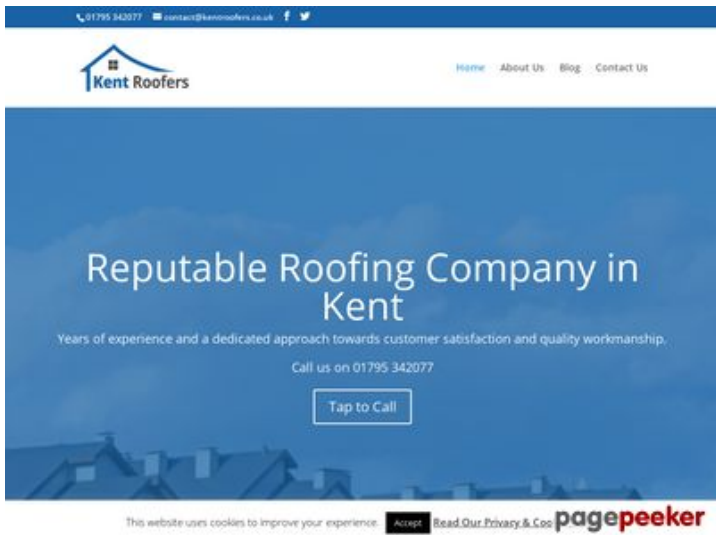 01795 342077 contact@kentroofers.co.uk
Kent Roofers
Home About Us Blog Contact Us
Reputable Roofing Company in
Kent
Years of experience and a dedicated approach towards customer satisfaction and quality workmanship.
Call us on 01795 342077
Tap to Call
This website uses cookies to improve your experience. Accept Read Our Privacy & Coo
pagepeeker